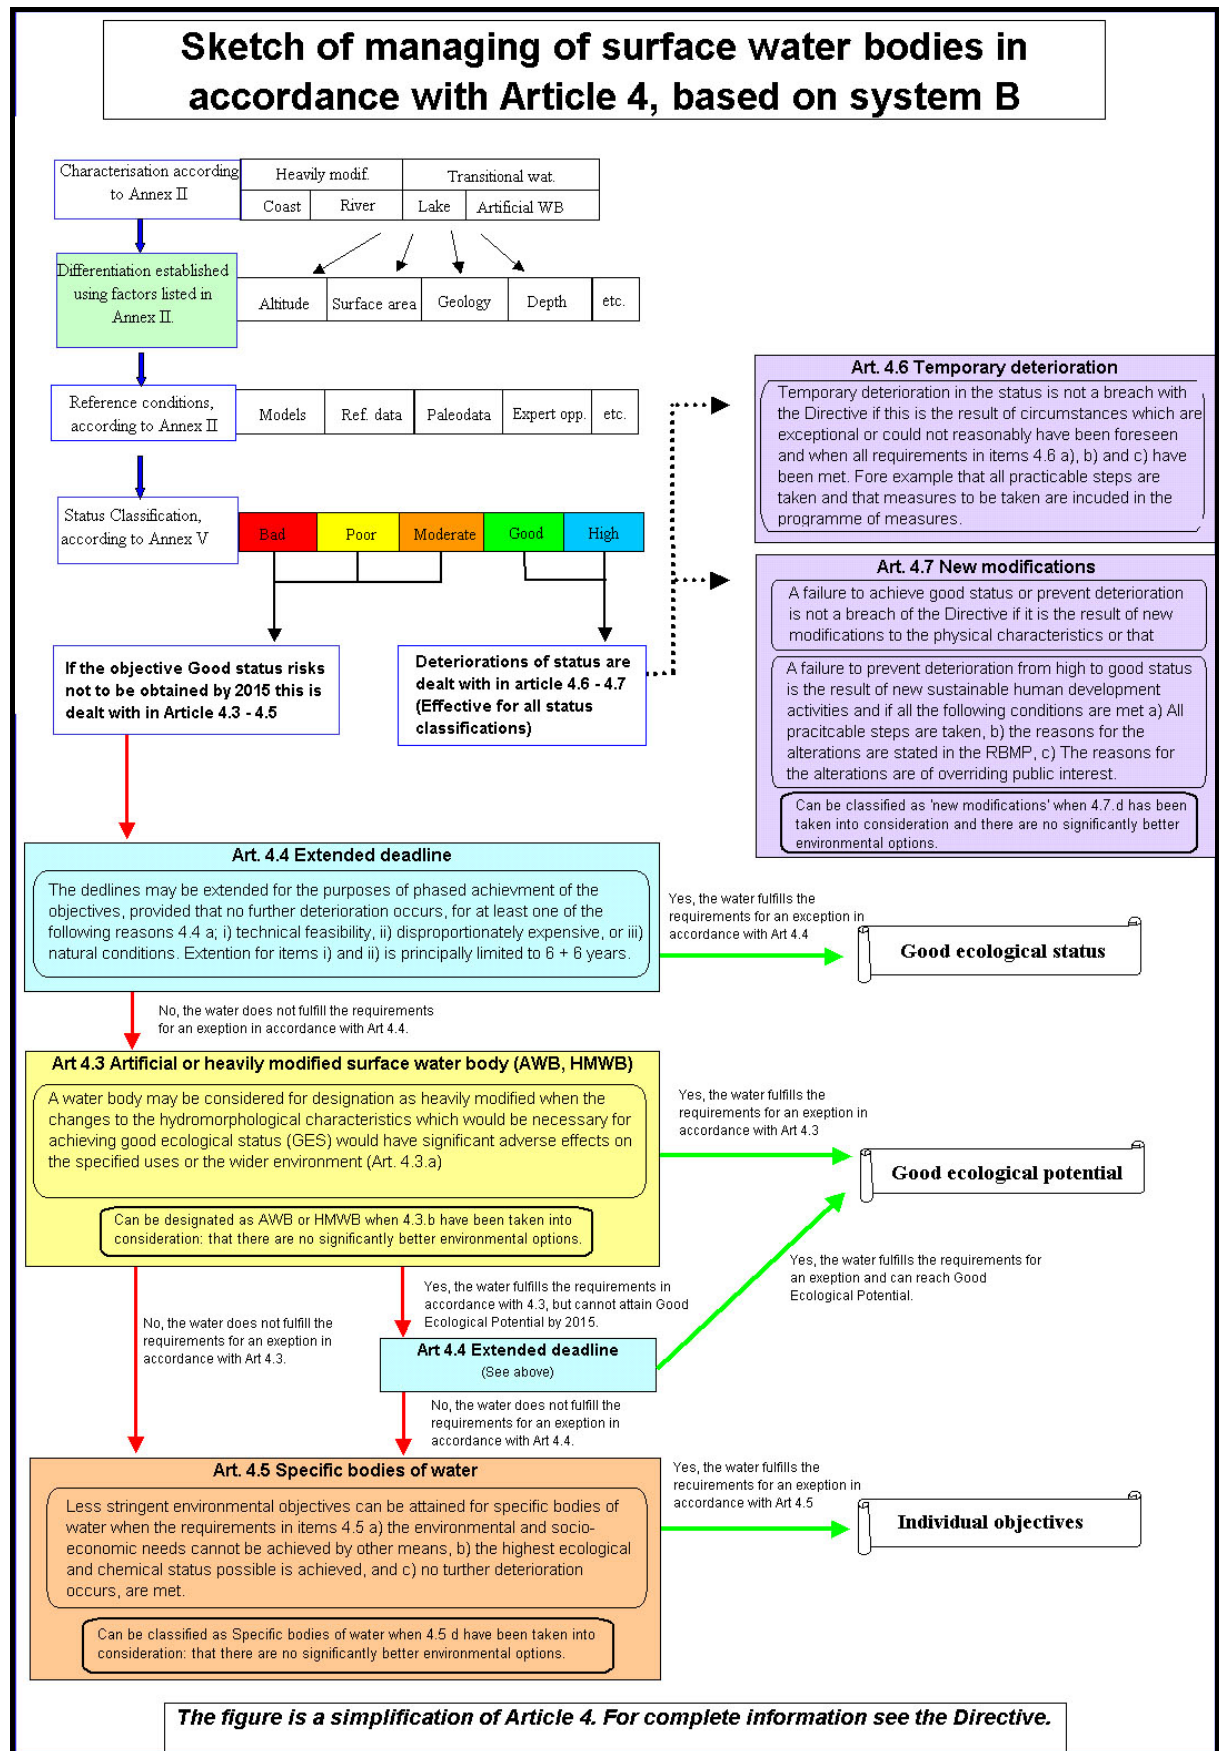 Sketch of managing of surface water bodies in
accordance with Article 4, based on system B
Characterisation according
to Annex II
Heavily modif.
Transitional wat.
Coast
River
Lake
Artificial WB
Differentiation established
using factors listed in
Annex II.
Altitude
Surface area
Geology
Depth
etc.
Reference conditions,
according to Annex II
Models
Ref. data
Paleodata
Expert opp.
etc.
Status Classification,
according to Annex V
Bad
Poor
Moderate
Good
High
Art. 4.6 Temporary deterioration
Temporary deterioration in the status is not a breach with
the Directive if this is the result of circumstances which are
exceptional or could not reasonably have been foreseen
and when all requirements in items 4.6 a), b) and c) have
been met. Fore example that all practicable steps are
taken and that measures to be taken are incuded in the
programme of measures.
Art. 4.7 New modifications
A failure to achieve good status or prevent deterioration
is not a breach of the Directive if it is the result of new
modifications to the physical characteristics or that
A failure to prevent deterioration from high to good status
is the result of new sustainable human development
activities and if all the following conditions are met a) All
pracitcable steps are taken, b) the reasons for the
alterations are stated in the RBMP, c) The reasons for
the alterations are of overriding public interest.
Can be classified as 'new modifications' when 4.7.d has been
taken into consideration and there are no significantly better
environmental options.
If the objective Good status risks
not to be obtained by 2015 this is
dealt with in Article 4.3 - 4.5
Deteriorations of status are
dealt with in article 4.6 - 4.7
(Effective for all status
classifications)
Art. 4.4 Extended deadline
The dedlines may be extended for the purposes of phased achievment of the
objectives, provided that no further deterioration occurs, for at least one of the
following reasons 4.4 a; i) technical feasibility, ii) disproportionately expensive, or iii)
natural conditions. Extention for items i) and ii) is principally limited to 6 + 6 years.
Yes, the water fulfills the
requirements for an exception in
accordance with Art 4.4
Good ecological status
No, the water does not fulfill the requirements
for an exeption in accordance with Art 4.4.
Art 4.3 Artificial or heavily modified surface water body (AWB, HMWB)
A water body may be considered for designation as heavily modified when the
changes to the hydromorphological characteristics which would be necessary for
achieving good ecological status (GES) would have significant adverse effects on
the specified uses or the wider environment (Art. 4.3.a)
Can be designated as AWB or HMWB when 4.3.b have been taken into
consideration: that there are no significantly better environmental options.
Yes, the water fulfills the
requirements for an exeption in
accordance with Art 4.3
Good ecological potential
Yes, the water fulfills the requirements for
an exeption and can reach Good
Ecological Potential.
No, the water does not fulfill the
requirements for an exeption in
accordance with Art 4.3.
Yes, the water fulfills the requirements in
accordance with 4.3, but cannot attain Good
Ecological Potential by 2015.
Art 4.4 Extended deadline
(See above)
No, the water does not fulfill the
requirements for an exeption in
accordance with Art 4.4.
Art. 4.5 Specific bodies of water
Less stringent environmental objectives can be attained for specific bodies of
water when the requirements in items 4.5 a) the environmental and socio-
economic needs cannot be achieved by other means, b) the highest ecological
and chemical status possible is achieved, and c) no turther deterioration
occurs, are met.
Can be classified as Specific bodies of water when 4.5 d have been taken into
consideration: that there are no significantly better environmental options.
Yes, the water fulfills the
recuirements for an exeption in
accordance with Art 4.5
Individual objectives
The figure is a simplification of Article 4. For complete information see the Directive.